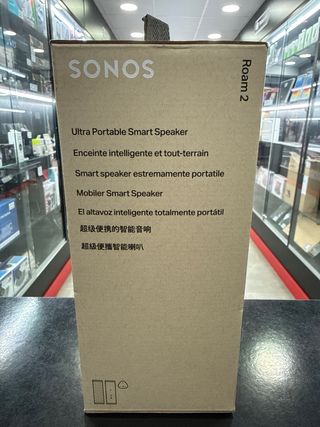 SONOS
Roam 2
Ultra Portable Smart Speaker
Enceinte intelligente et tout-terrain
Smart speaker estremamente portatile
Mobiler Smart Speaker
El altavoz inteligente totalmente portátil
超级便携的智能音响
超級便攜智能喇叭